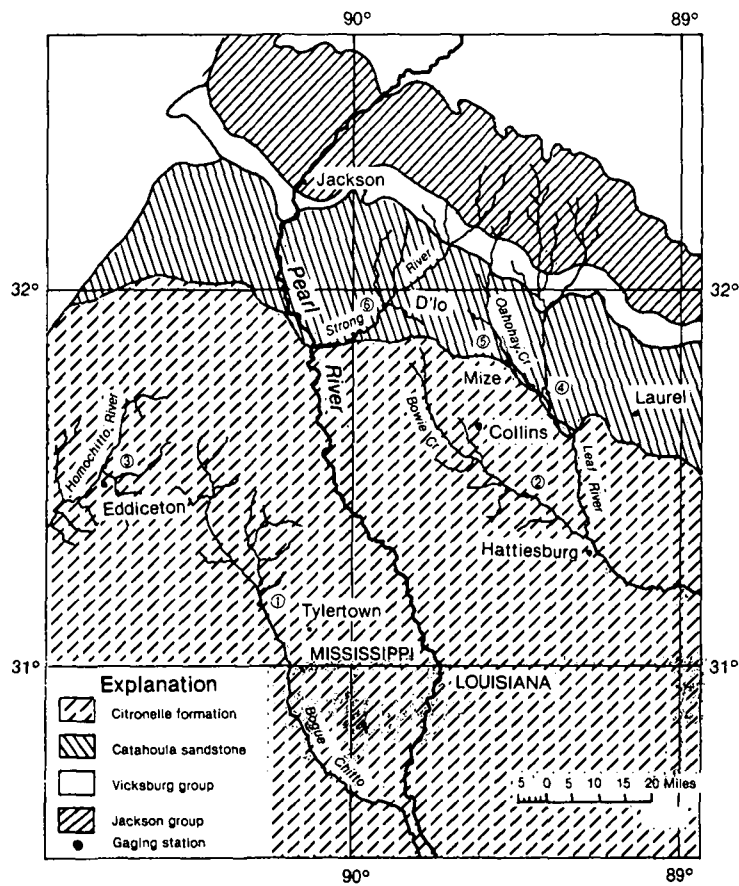 90° 89°
Jackson
32° 32°
Pearl
River
Strong
River
⑥
D'lo
Oahohay Cr
⑤
Mize
④
Laurel
Homochitto River
③
Eddiceton
Bowie Cr
Collins
②
Leaf River
Hattiesburg
①
Tylertown
MISSISSIPPI
31° 31°
LOUISIANA
Bogue Chitto
Explanation
Citronelle formation
Catahoula sandstone
Vicksburg group
Jackson group
Gaging station
5 0 5 10 15 20 Miles
90° 89°